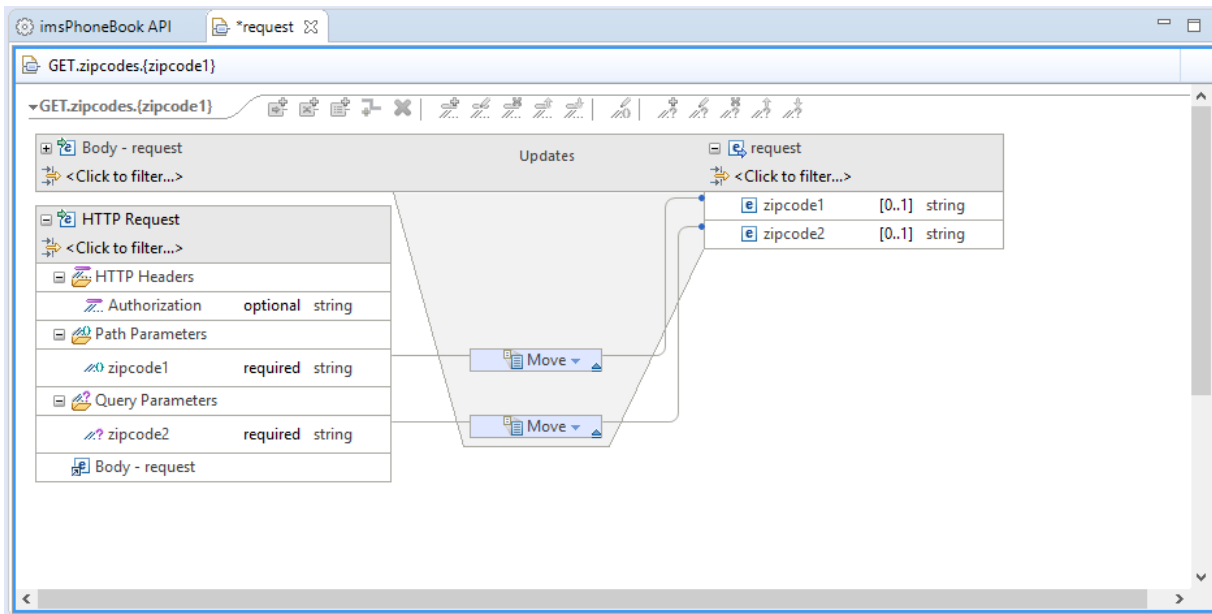 imsPhoneBook API *request
GET.zipcodes.{zipcode1}
GET.zipcodes.{zipcode1}
Body - request
<Click to filter...>
Updates
request
<Click to filter...>
zipcode1 [0..1] string
zipcode2 [0..1] string
HTTP Request
<Click to filter...>
HTTP Headers
Authorization optional string
Path Parameters
zipcode1 required string
Move
Query Parameters
zipcode2 required string
Move
Body - request